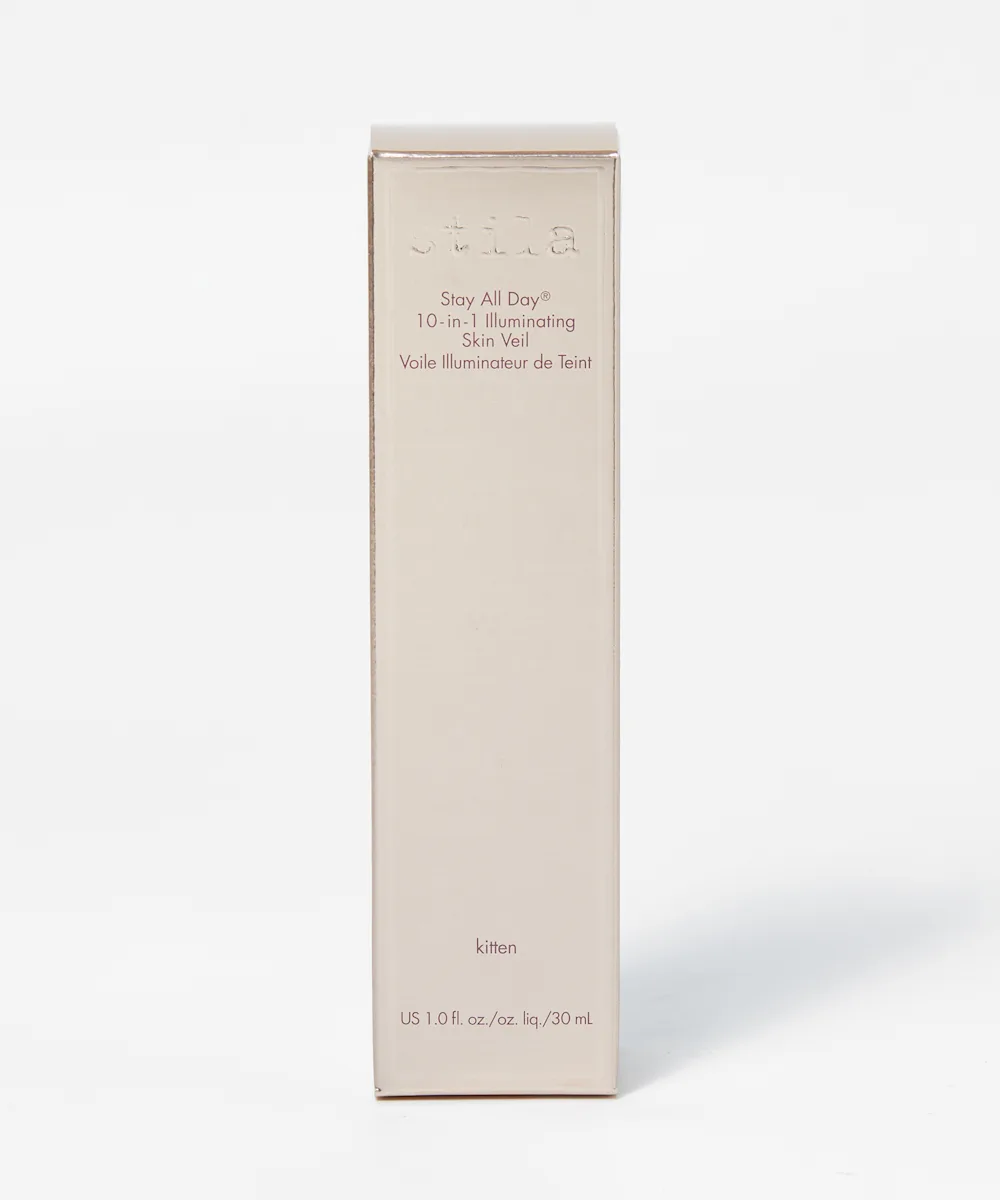 stila
Stay All Day®
10-in-1 Illuminating
Skin Veil
Voile Illuminateur de Teint
kitten
US 1.0 fl. oz./oz. liq./30 mL